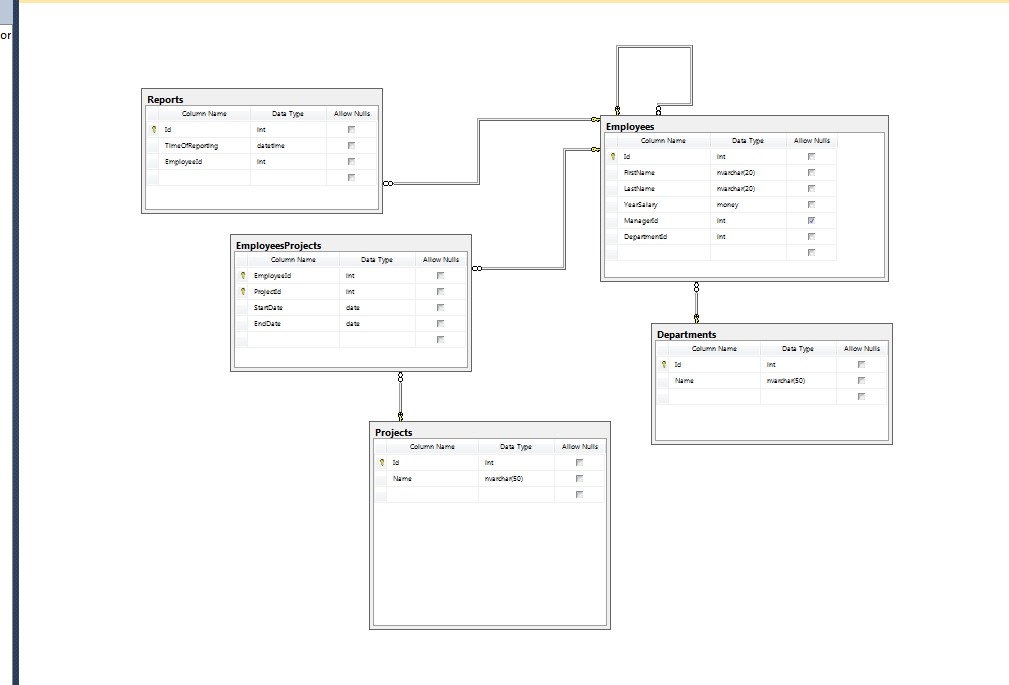 or
Reports
Column Name Data Type Allow Nulls
Id int
TimeOfReporting datetime
EmployeeId int
Employees
Column Name Data Type Allow Nulls
Id int
FirstName nvarchar(20)
LastName nvarchar(20)
YearSalary money
ManagerId int
DepartmentId int
EmployeesProjects
Column Name Data Type Allow Nulls
EmployeeId int
ProjectId int
StartDate date
EndDate date
Departments
Column Name Data Type Allow Nulls
Id int
Name nvarchar(50)
Projects
Column Name Data Type Allow Nulls
Id int
Name nvarchar(50)